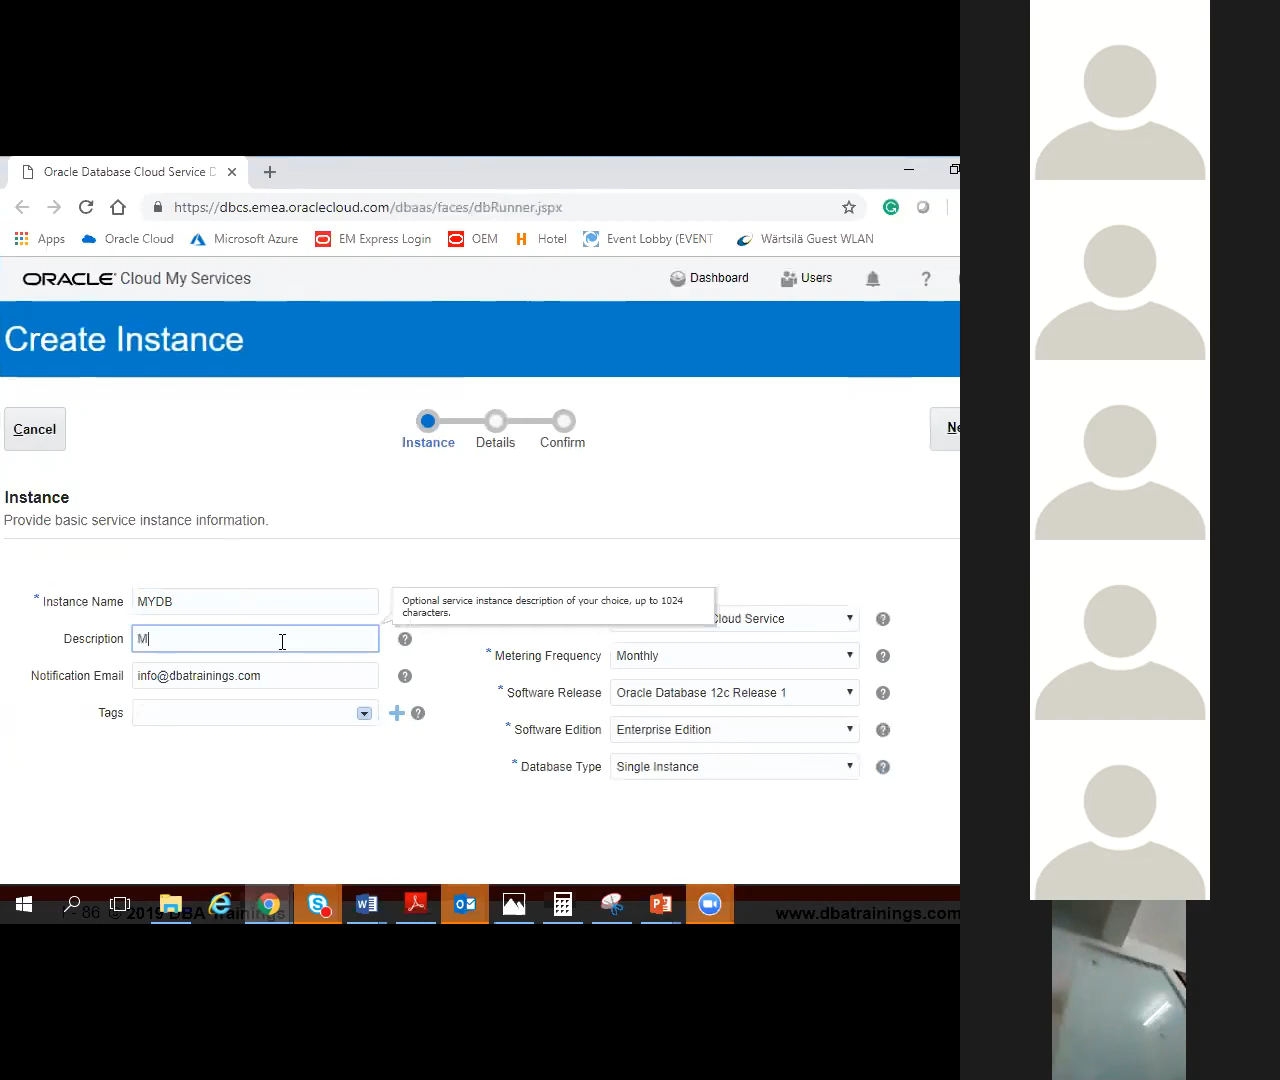 Oracle Database Cloud Service D
https://dbcs.emea.oraclecloud.com/dbaas/faces/dbRunner.jspx
Apps Oracle Cloud Microsoft Azure EM Express Login OEM Hotel Event Lobby (EVENT Wärtsilä Guest WLAN
ORACLE Cloud My Services Dashboard Users ?
Create Instance
Cancel
Instance Details Confirm
Ne
Instance
Provide basic service instance information.
* Instance Name MYDB
Optional service instance description of your choice, up to 1024
characters.
Cloud Service ?
Description M ?
* Metering Frequency Monthly ?
Notification Email info@dbatrainings.com ?
* Software Release Oracle Database 12c Release 1 ?
Tags + ?
* Software Edition Enterprise Edition ?
* Database Type Single Instance ?
- 86 © 2019 DBA Trainings www.dbatrainings.com